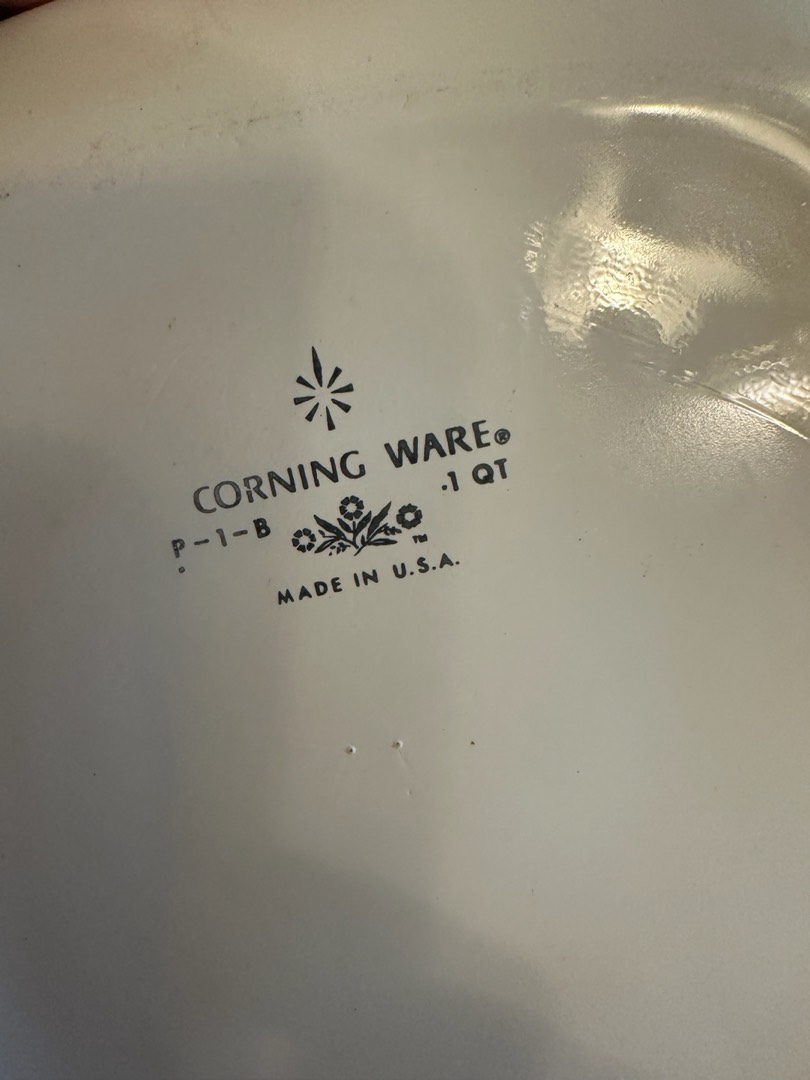 CORNING WARE®
P-1-B .1 QT
TM
MADE IN U.S.A.